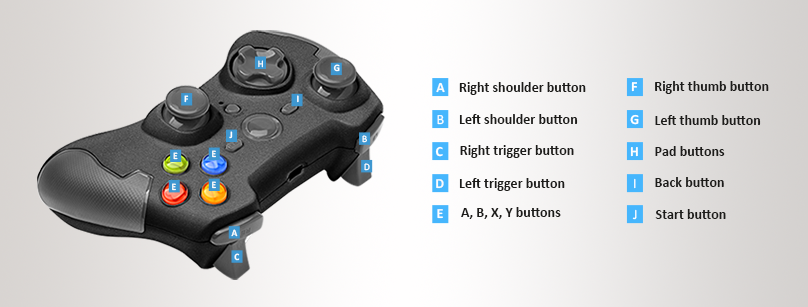 H
G
F
I
J
B
E E
D
E E
A
C
A Right shoulder button
B Left shoulder button
C Right trigger button
D Left trigger button
E A, B, X, Y buttons
F Right thumb button
G Left thumb button
H Pad buttons
I Back button
J Start button